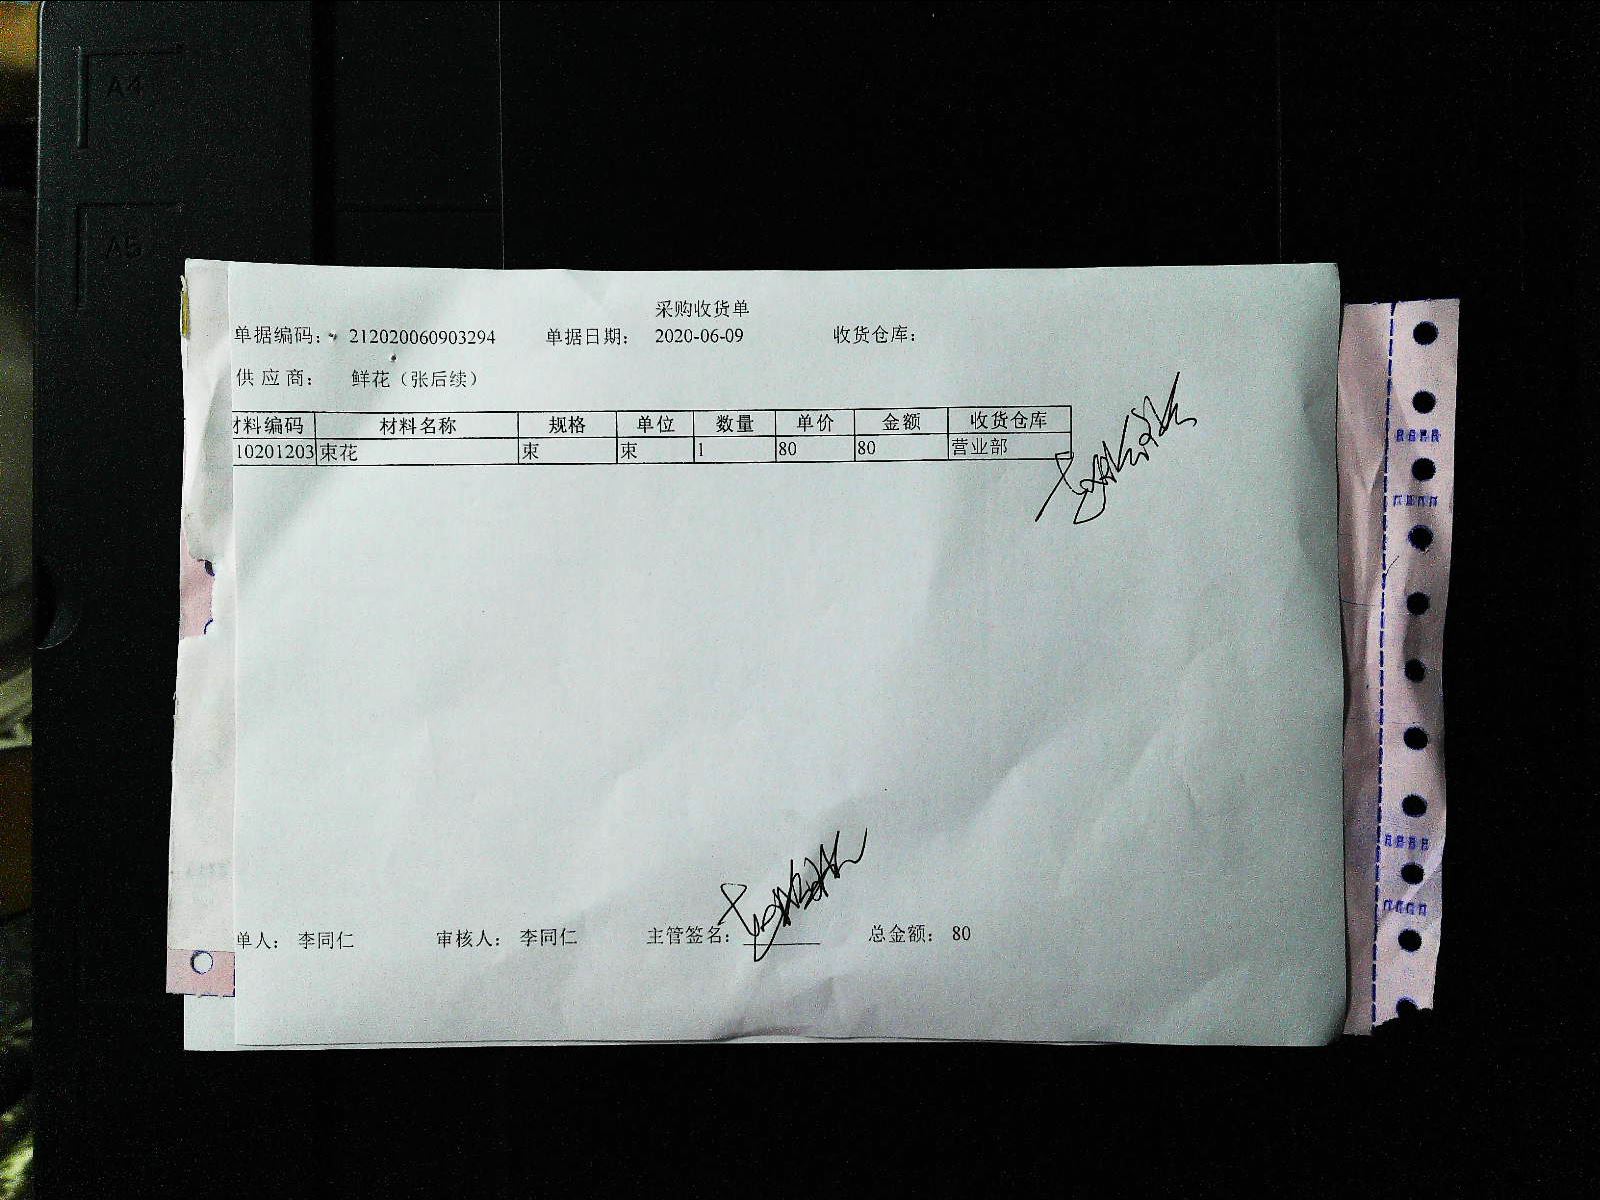 A4
A5
采购收货单
单据编码: 212020060903294 单据日期: 2020-06-09 收货仓库:
供应商: 鲜花（张后续）
材料编码 材料名称 规格 单位 数量 单价 金额 收货仓库
10201203 束花 束 束 1 80 80 营业部
单人: 李同仁 审核人: 李同仁 主管签名: 总金额: 80